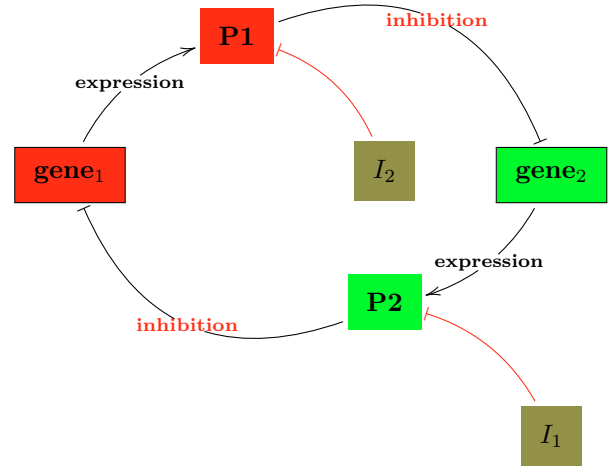 P1
inhibition
expression
I₂
gene₁
gene₂
expression
P2
inhibition
I₁